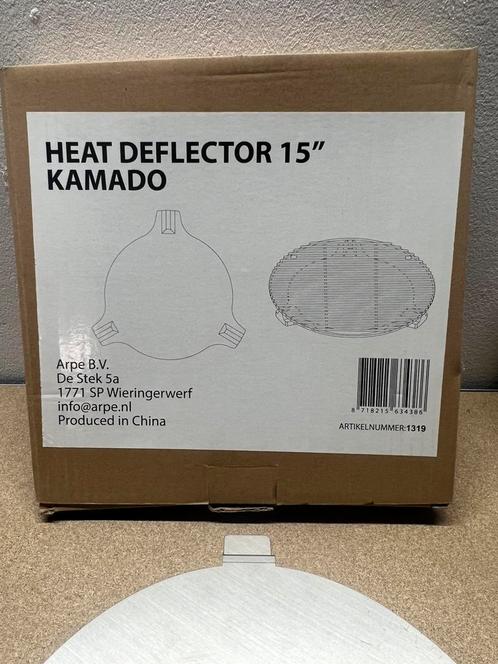 HEAT DEFLECTOR 15”
KAMADO
Arpe B.V.
De Stek 5a
1771 SP Wieringerwerf
info@arpe.nl
Produced in China
8 718215 634386
ARTIKELNUMMER:1319